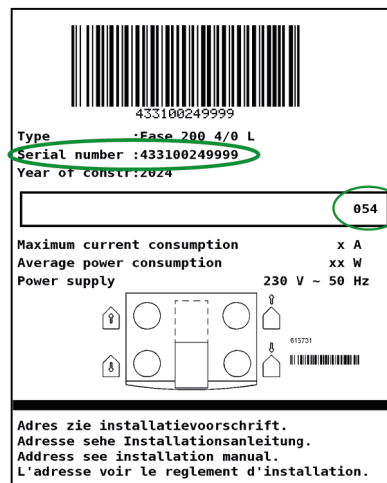 433100249999
Type :Ease 200 4/0 L
Serial number :433100249999
Year of constr:2024
054
Maximum current consumption x A
Average power consumption xx W
Power supply 230 V ~ 50 Hz
615731
Adres zie installatievoorschrift.
Adresse sehe Installationsanleitung.
Address see installation manual.
L'adresse voir le reglement d'installation.